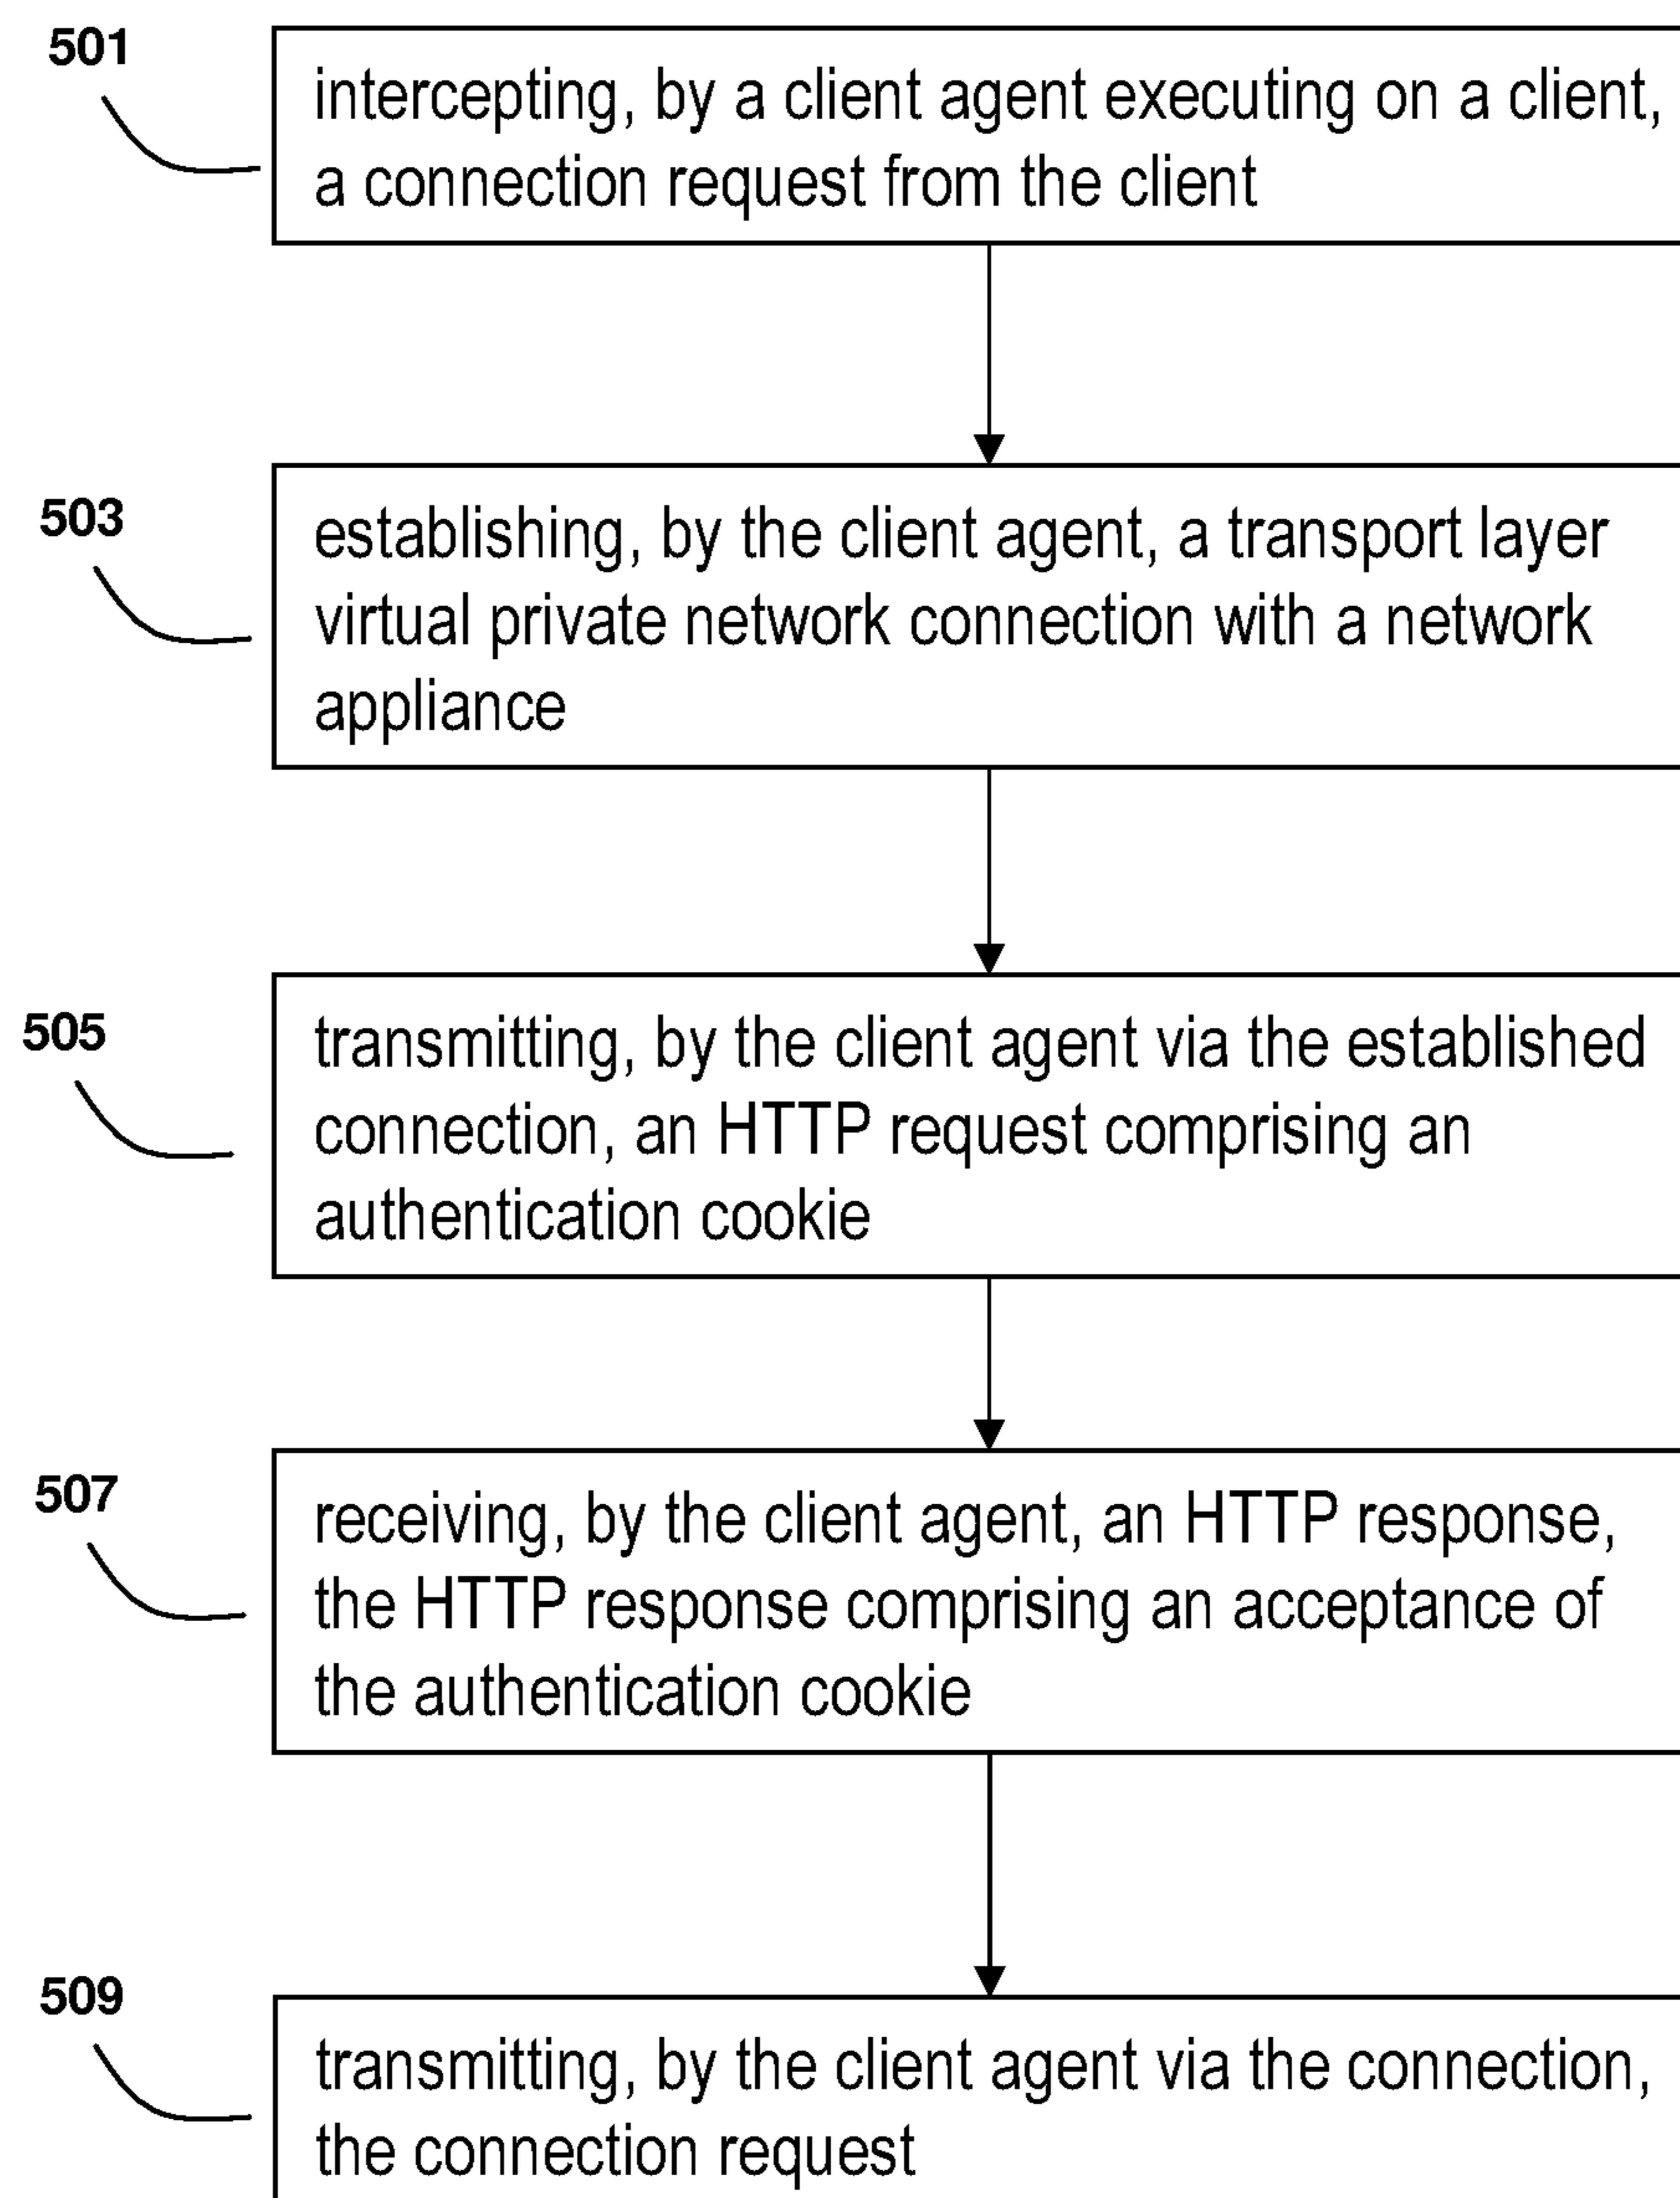 501
intercepting, by a client agent executing on a client,
a connection request from the client
503
establishing, by the client agent, a transport layer
virtual private network connection with a network
appliance
505
transmitting, by the client agent via the established
connection, an HTTP request comprising an
authentication cookie
507
receiving, by the client agent, an HTTP response,
the HTTP response comprising an acceptance of
the authentication cookie
509
transmitting, by the client agent via the connection,
the connection request